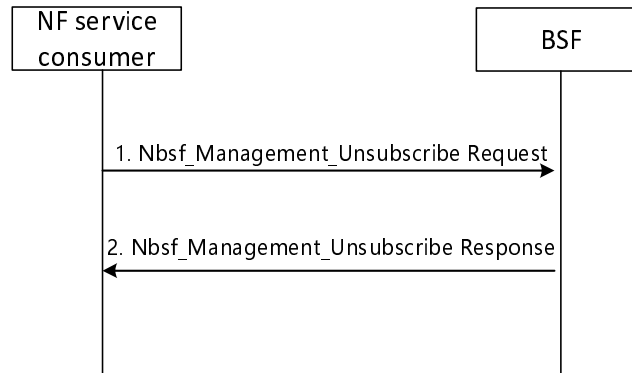 NF service
consumer
BSF
1. Nbsf_Management_Unsubscribe Request
2. Nbsf_Management_Unsubscribe Response